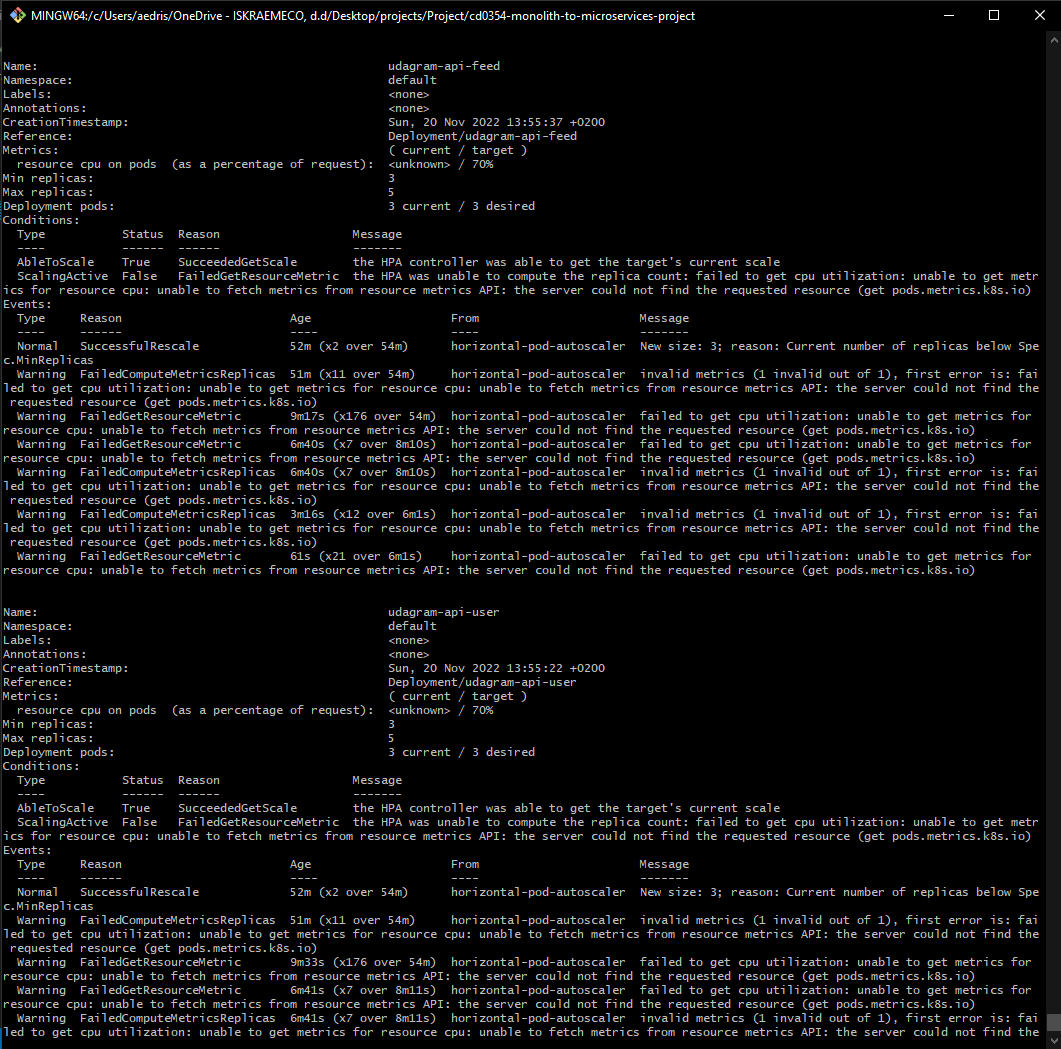 MINGW64:/c/Users/aedris/OneDrive - ISKRAEMECO, d.d/Desktop/projects/Project/cd0354-monolith-to-microservices-project
Name:                                                  udagram-api-feed
Namespace:                                             default
Labels:                                                <none>
Annotations:                                           <none>
CreationTimestamp:                                     Sun, 20 Nov 2022 13:55:37 +0200
Reference:                                             Deployment/udagram-api-feed
Metrics:                                               ( current / target )
  resource cpu on pods  (as a percentage of request):  <unknown> / 70%
Min replicas:                                          3
Max replicas:                                          5
Deployment pods:                                       3 current / 3 desired
Conditions:
  Type           Status  Reason                   Message
  ----           ------  ------                   -------
  AbleToScale    True    SucceededGetScale        the HPA controller was able to get the target's current scale
  ScalingActive  False   FailedGetResourceMetric  the HPA was unable to compute the replica count: failed to get cpu utilization: unable to get metr
ics for resource cpu: unable to fetch metrics from resource metrics API: the server could not find the requested resource (get pods.metrics.k8s.io)
Events:
  Type     Reason                        Age                    From                       Message
  ----     ------                        ----                   ----                       -------
  Normal   SuccessfulRescale             52m (x2 over 54m)      horizontal-pod-autoscaler  New size: 3; reason: Current number of replicas below Spe
c.MinReplicas
  Warning  FailedComputeMetricsReplicas  51m (x11 over 54m)     horizontal-pod-autoscaler  invalid metrics (1 invalid out of 1), first error is: fai
led to get cpu utilization: unable to get metrics for resource cpu: unable to fetch metrics from resource metrics API: the server could not find the
 requested resource (get pods.metrics.k8s.io)
  Warning  FailedGetResourceMetric       9m17s (x176 over 54m)  horizontal-pod-autoscaler  failed to get cpu utilization: unable to get metrics for
resource cpu: unable to fetch metrics from resource metrics API: the server could not find the requested resource (get pods.metrics.k8s.io)
  Warning  FailedGetResourceMetric       6m40s (x7 over 8m10s)  horizontal-pod-autoscaler  failed to get cpu utilization: unable to get metrics for
resource cpu: unable to fetch metrics from resource metrics API: the server could not find the requested resource (get pods.metrics.k8s.io)
  Warning  FailedComputeMetricsReplicas  6m40s (x7 over 8m10s)  horizontal-pod-autoscaler  invalid metrics (1 invalid out of 1), first error is: fai
led to get cpu utilization: unable to get metrics for resource cpu: unable to fetch metrics from resource metrics API: the server could not find the
 requested resource (get pods.metrics.k8s.io)
  Warning  FailedComputeMetricsReplicas  3m16s (x12 over 6m1s)  horizontal-pod-autoscaler  invalid metrics (1 invalid out of 1), first error is: fai
led to get cpu utilization: unable to get metrics for resource cpu: unable to fetch metrics from resource metrics API: the server could not find the
 requested resource (get pods.metrics.k8s.io)
  Warning  FailedGetResourceMetric       61s (x21 over 6m1s)    horizontal-pod-autoscaler  failed to get cpu utilization: unable to get metrics for
resource cpu: unable to fetch metrics from resource metrics API: the server could not find the requested resource (get pods.metrics.k8s.io)
Name:                                                  udagram-api-user
Namespace:                                             default
Labels:                                                <none>
Annotations:                                           <none>
CreationTimestamp:                                     Sun, 20 Nov 2022 13:55:22 +0200
Reference:                                             Deployment/udagram-api-user
Metrics:                                               ( current / target )
  resource cpu on pods  (as a percentage of request):  <unknown> / 70%
Min replicas:                                          3
Max replicas:                                          5
Deployment pods:                                       3 current / 3 desired
Conditions:
  Type           Status  Reason                   Message
  ----           ------  ------                   -------
  AbleToScale    True    SucceededGetScale        the HPA controller was able to get the target's current scale
  ScalingActive  False   FailedGetResourceMetric  the HPA was unable to compute the replica count: failed to get cpu utilization: unable to get metr
ics for resource cpu: unable to fetch metrics from resource metrics API: the server could not find the requested resource (get pods.metrics.k8s.io)
Events:
  Type     Reason                        Age                    From                       Message
  ----     ------                        ----                   ----                       -------
  Normal   SuccessfulRescale             52m (x2 over 54m)      horizontal-pod-autoscaler  New size: 3; reason: Current number of replicas below Spe
c.MinReplicas
  Warning  FailedComputeMetricsReplicas  51m (x11 over 54m)     horizontal-pod-autoscaler  invalid metrics (1 invalid out of 1), first error is: fai
led to get cpu utilization: unable to get metrics for resource cpu: unable to fetch metrics from resource metrics API: the server could not find the
 requested resource (get pods.metrics.k8s.io)
  Warning  FailedGetResourceMetric       9m33s (x176 over 54m)  horizontal-pod-autoscaler  failed to get cpu utilization: unable to get metrics for
resource cpu: unable to fetch metrics from resource metrics API: the server could not find the requested resource (get pods.metrics.k8s.io)
  Warning  FailedGetResourceMetric       6m41s (x7 over 8m11s)  horizontal-pod-autoscaler  failed to get cpu utilization: unable to get metrics for
resource cpu: unable to fetch metrics from resource metrics API: the server could not find the requested resource (get pods.metrics.k8s.io)
  Warning  FailedComputeMetricsReplicas  6m41s (x7 over 8m11s)  horizontal-pod-autoscaler  invalid metrics (1 invalid out of 1), first error is: fai
led to get cpu utilization: unable to get metrics for resource cpu: unable to fetch metrics from resource metrics API: the server could not find the